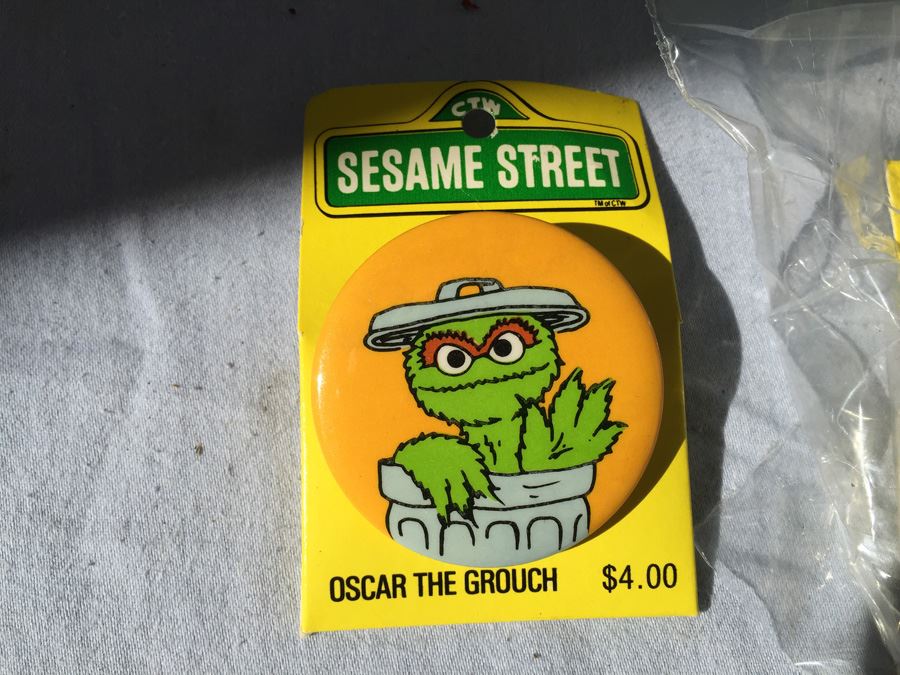 CTW
SESAME STREET
TM of CTW
OSCAR THE GROUCH $4.00